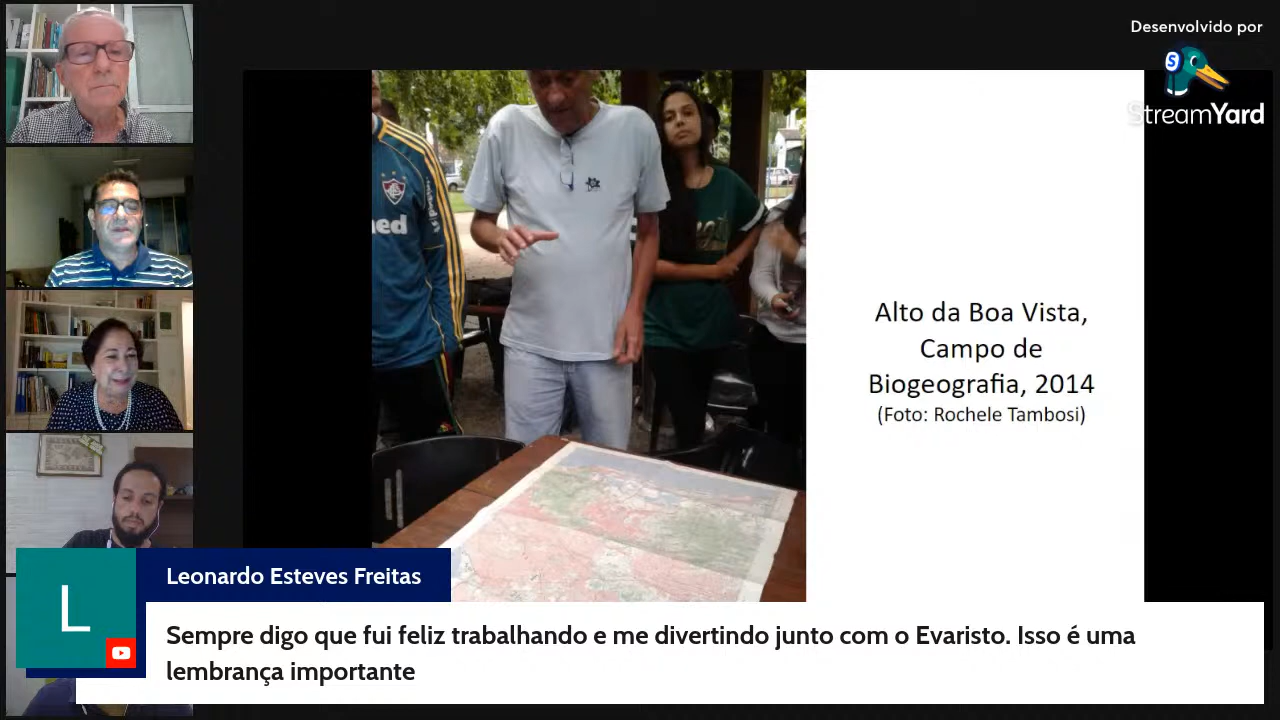 Desenvolvido por
S
StreamYard
med
Alto da Boa Vista,
Campo de
Biogeografia, 2014
(Foto: Rochele Tambosi)
L
Leonardo Esteves Freitas
Sempre digo que fui feliz trabalhando e me divertindo junto com o Evaristo. Isso é uma
lembrança importante